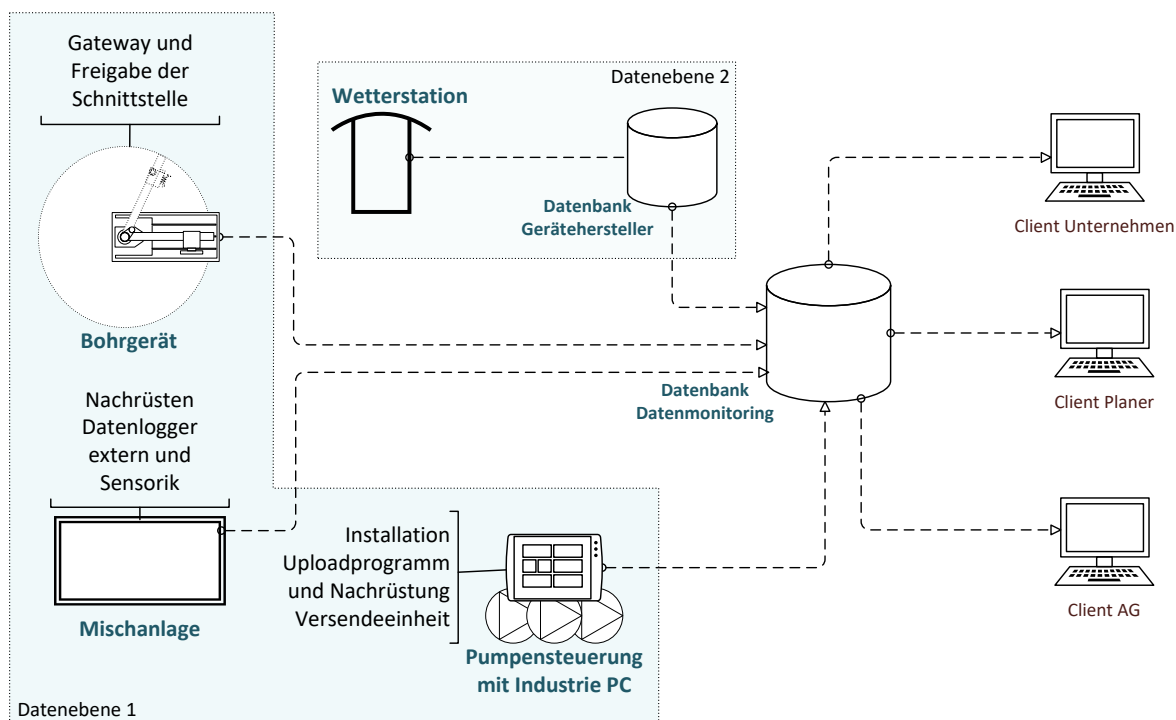 Gateway und
Freigabe der
Schnittstelle
Bohrgerät
Nachrüsten
Datenlogger
extern und
Sensorik
Mischanlage
Datenebene 1
Installation
Uploadprogramm
und Nachrüstung
Versendeeinheit
Pumpensteuerung
mit Industrie PC
Datenebene 2
Wetterstation
Datenbank
Gerätehersteller
Datenbank
Datenmonitoring
Client Unternehmen
Client Planer
Client AG